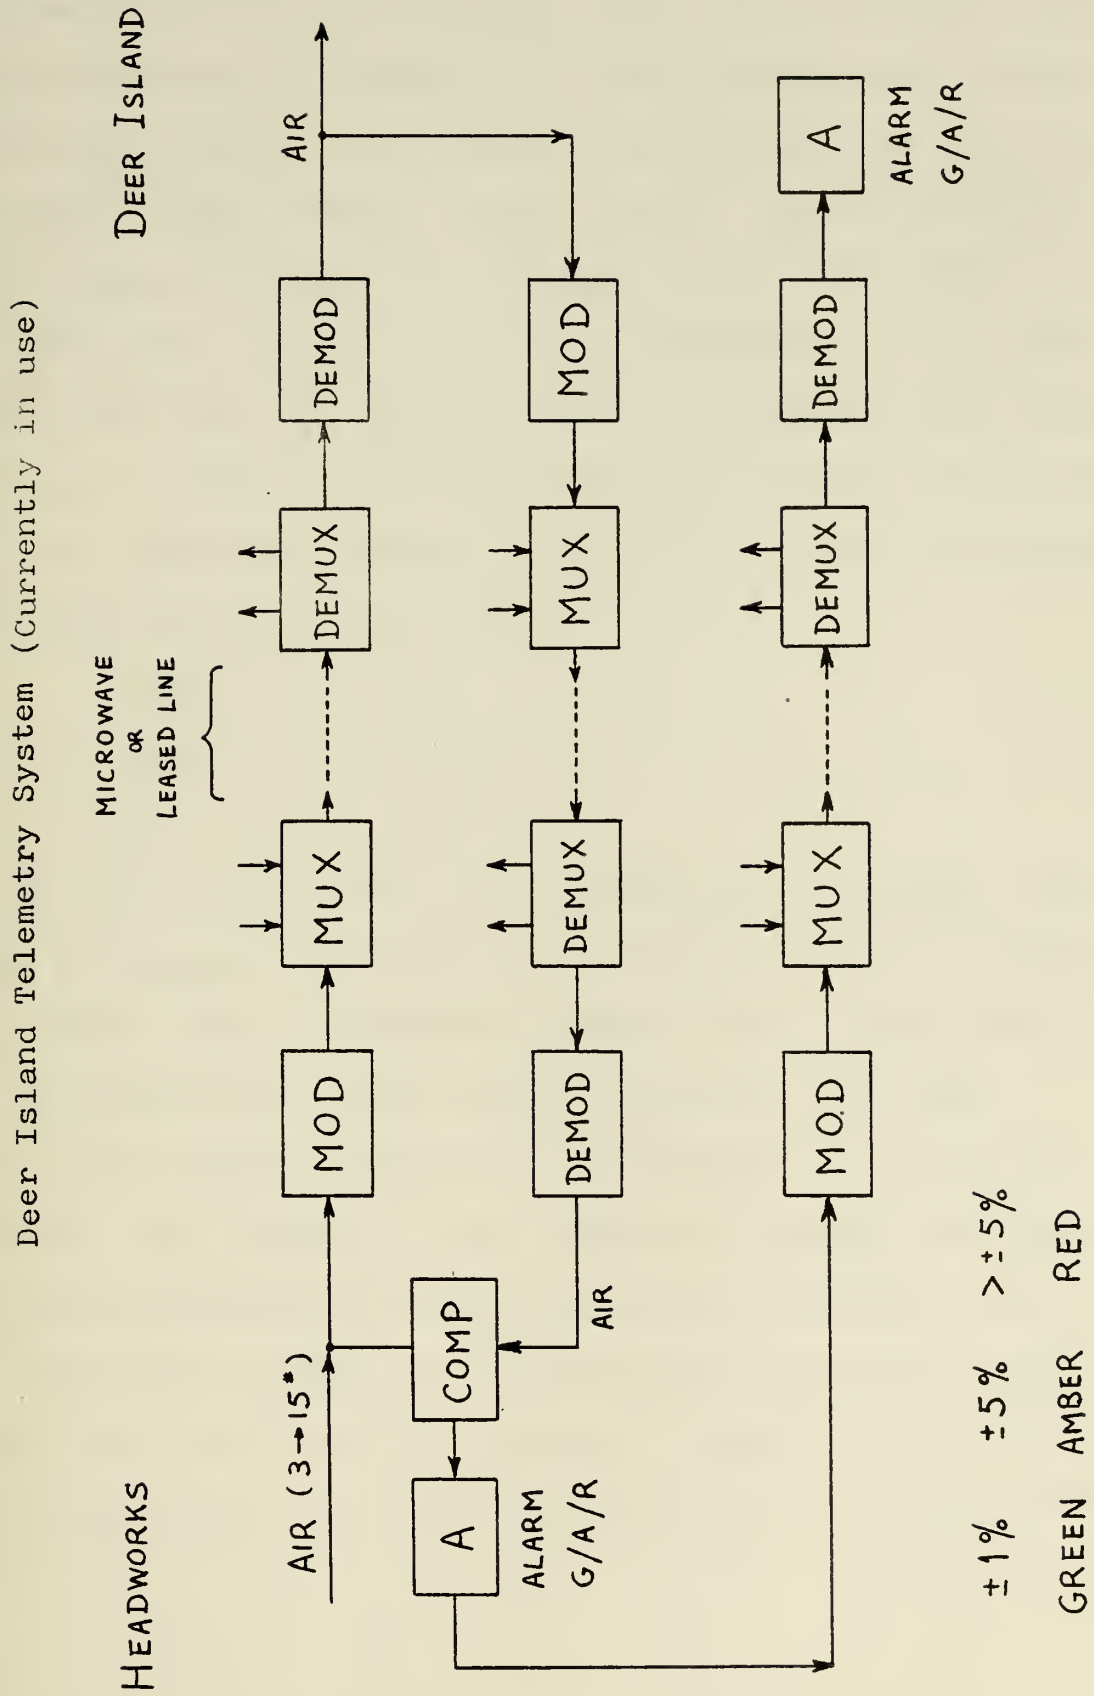 Deer Island Telemetry System (Currently in use)
HEADWORKS
DEER ISLAND
MICROWAVE
OR
LEASED LINE
AIR (3→15#)
MOD
MUX
DEMUX
DEMOD
AIR
COMP
AIR
DEMOD
DEMUX
MUX
MOD
A
ALARM
G/A/R
MOD
MUX
DEMUX
DEMOD
A
ALARM
G/A/R
±1% ±5% >±5%
GREEN AMBER RED